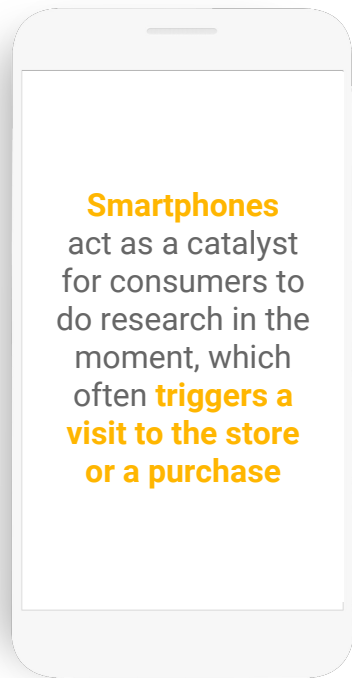 Smartphones
act as a catalyst
for consumers to
do research in the
moment, which
often triggers a
visit to the store
or a purchase